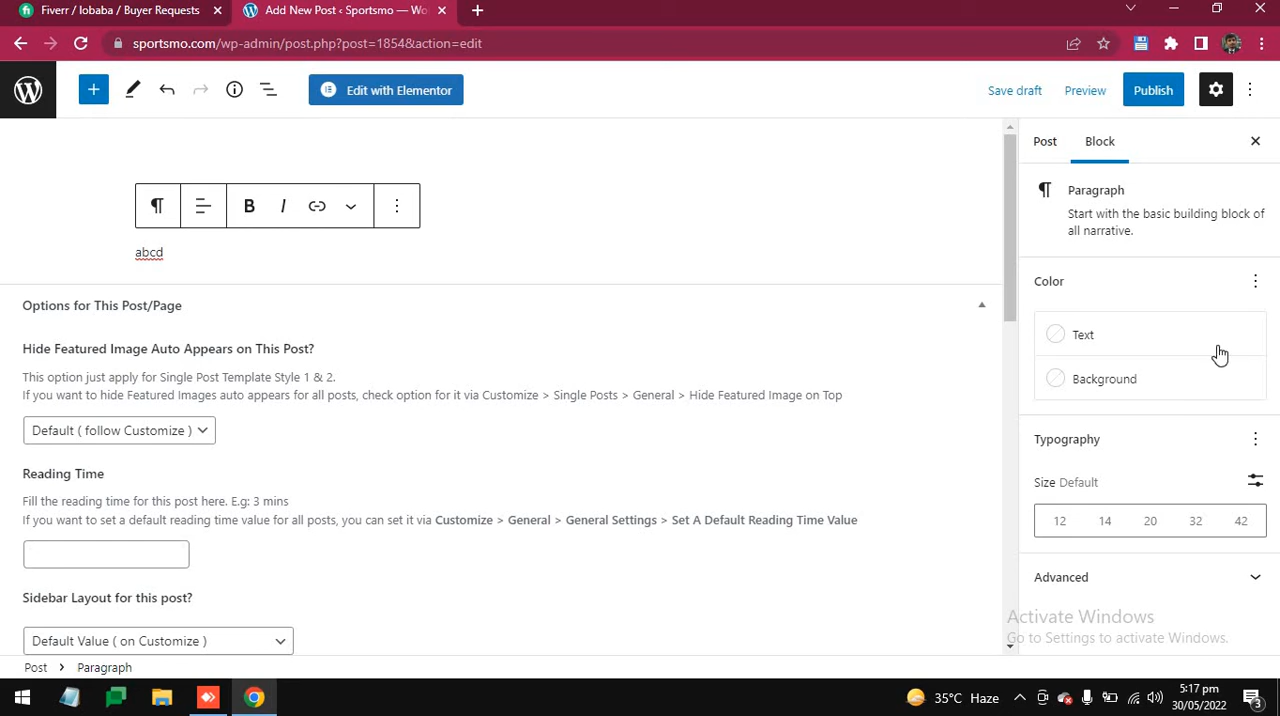 Fiverr / Iobaba / Buyer Requests
Add New Post ‹ Sportsmo — Wo
sportsmo.com/wp-admin/post.php?post=1854&action=edit
Edit with Elementor
Save draft
Preview
Publish
Post
Block
B I
abcd
Paragraph
Start with the basic building block of
all narrative.
Color
Text
Background
Typography
Size Default
12 14 20 32 42
Advanced
Options for This Post/Page
Hide Featured Image Auto Appears on This Post?
This option just apply for Single Post Template Style 1 & 2.
If you want to hide Featured Images auto appears for all posts, check option for it via Customize > Single Posts > General > Hide Featured Image on Top
Default ( follow Customize )
Reading Time
Fill the reading time for this post here. E.g: 3 mins
If you want to set a default reading time value for all posts, you can set it via Customize > General > General Settings > Set A Default Reading Time Value
Sidebar Layout for this post?
Default Value ( on Customize )
Activate Windows
Go to Settings to activate Windows.
Post > Paragraph
35°C Haze
5:17 pm
30/05/2022
3